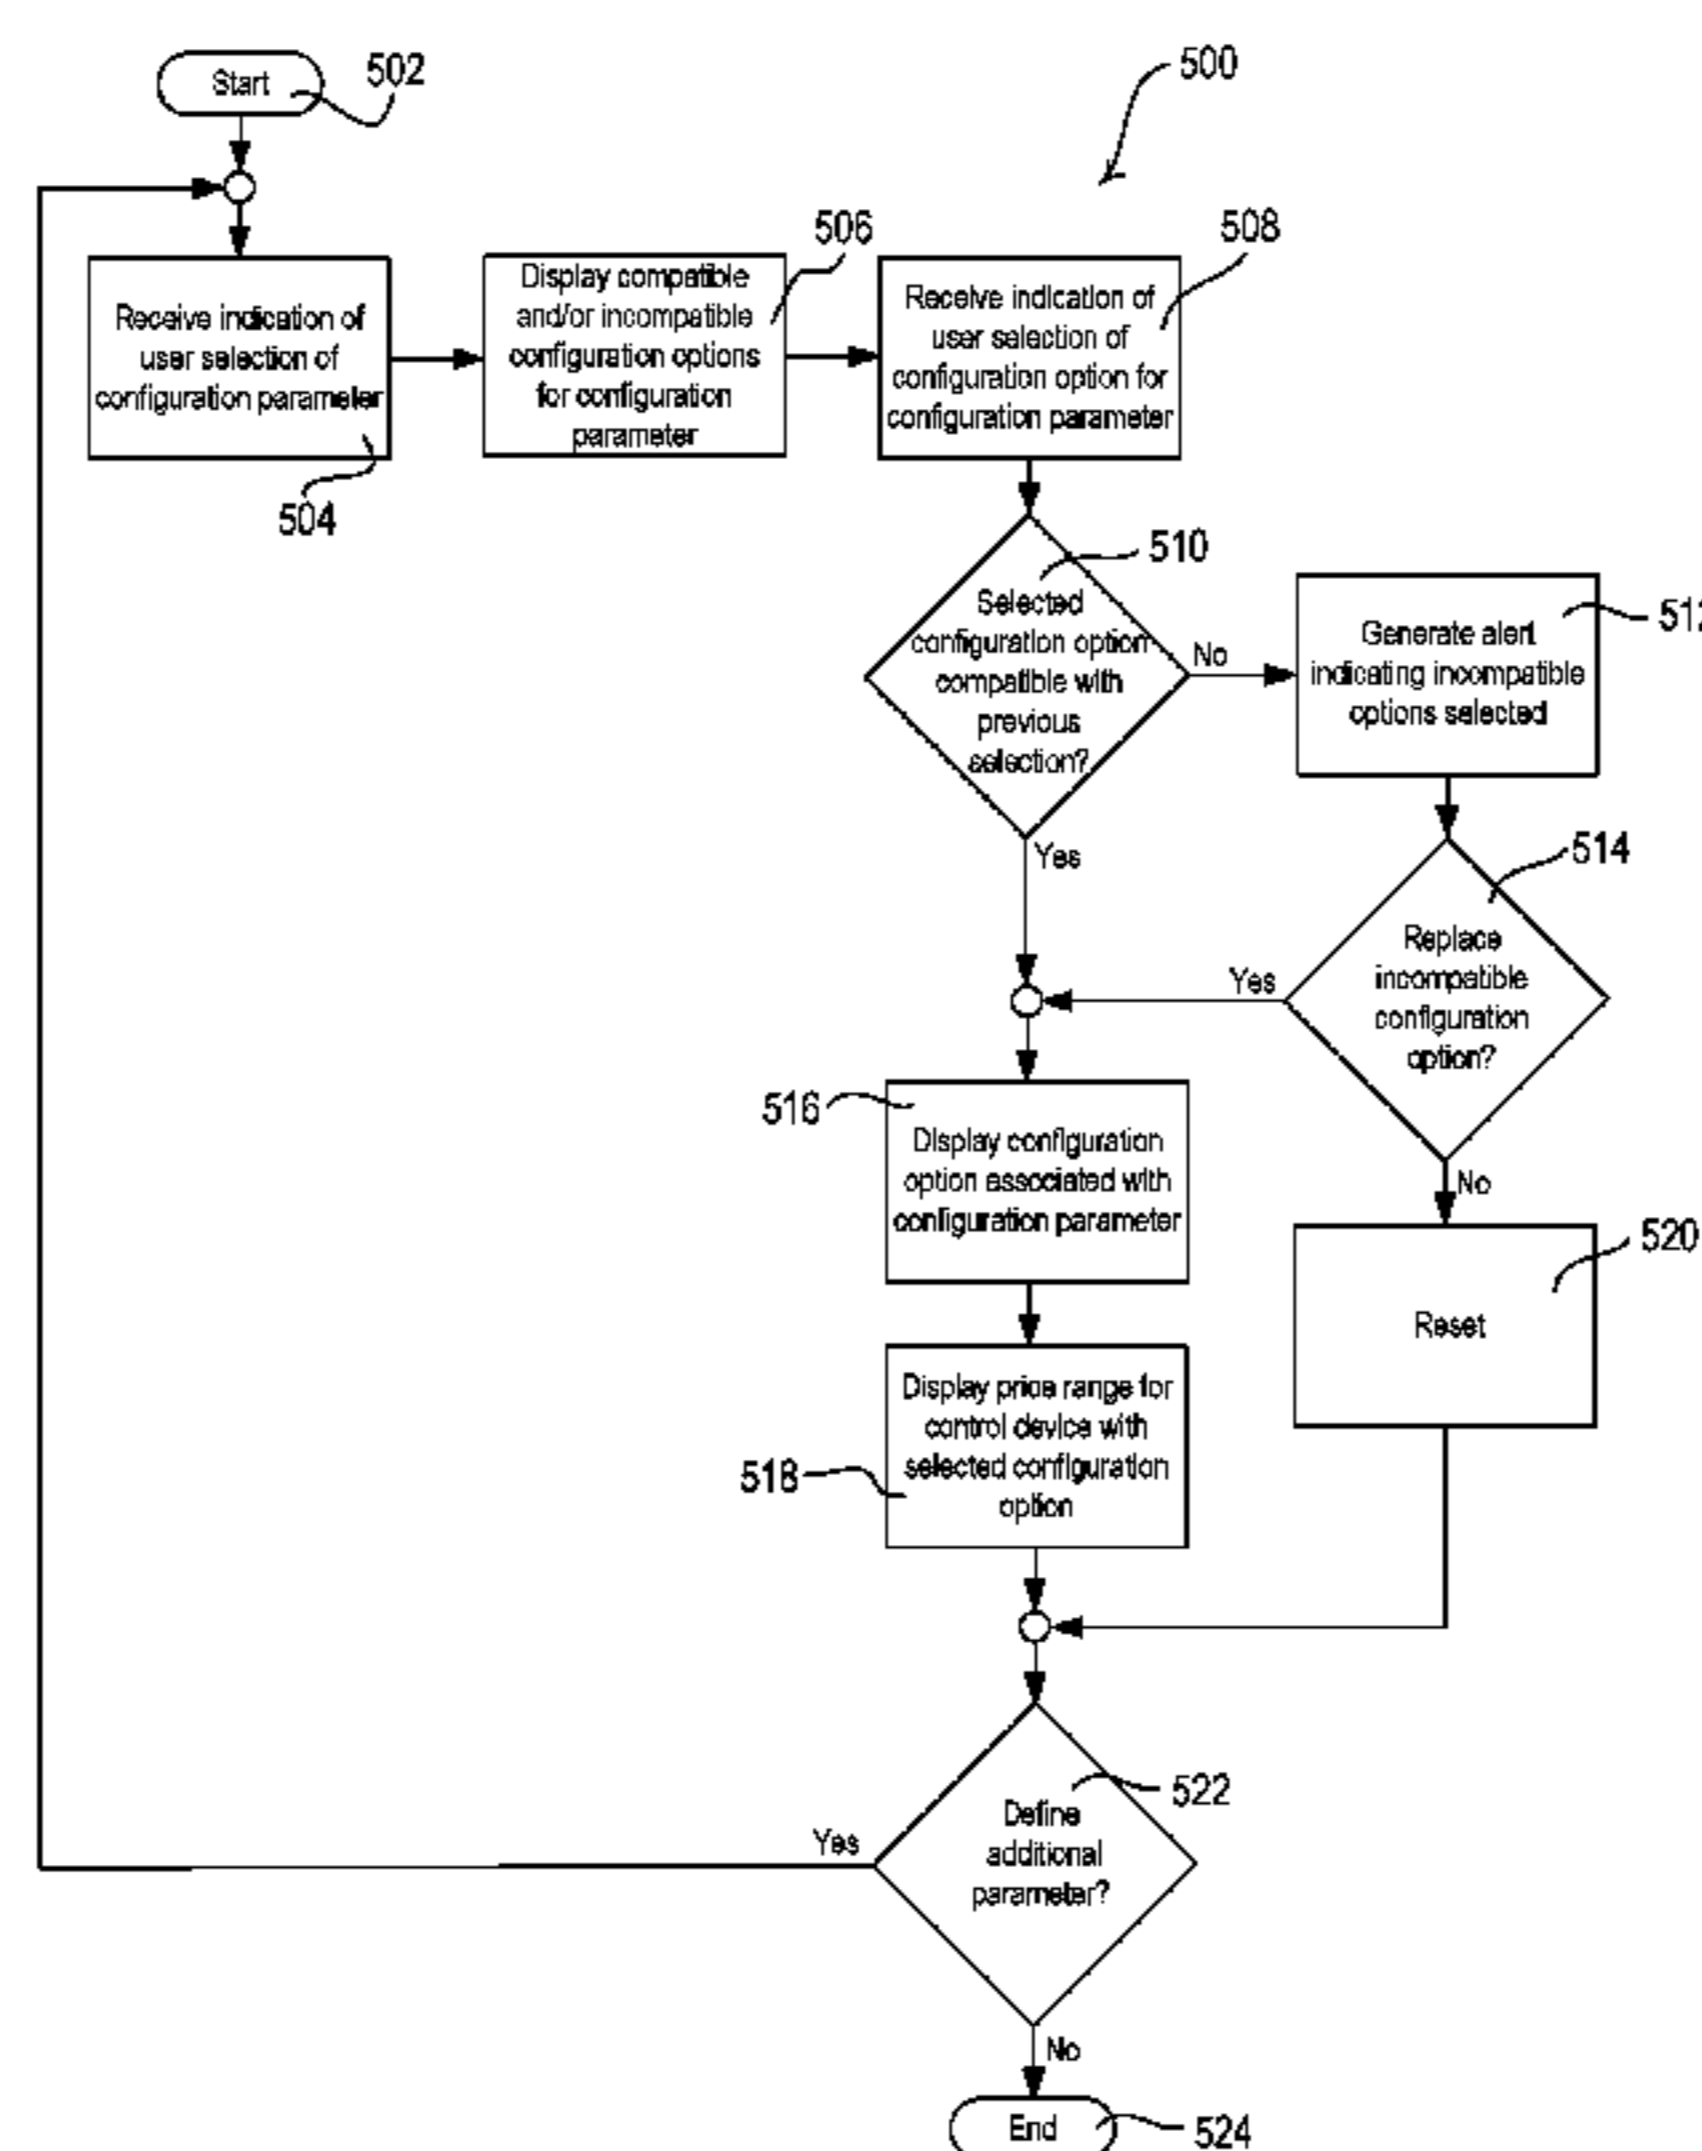 Start
502
500
Receive indication of
user selection of
configuration parameter
504
Display compatible
and/or incompatible
configuration options
for configuration
parameter
506
Receive indication of
user selection of
configuration option for
configuration parameter
508
Selected
configuration option
compatible with
previous
selection?
510
No
Yes
Generate alert
indicating incompatible
options selected
512
Replace
incompatible
configuration
option?
514
Yes
No
516
Display configuration
option associated with
configuration parameter
Reset
520
Display price range for
control device with
selected configuration
option
518
Define
additional
parameter?
522
Yes
No
End
524